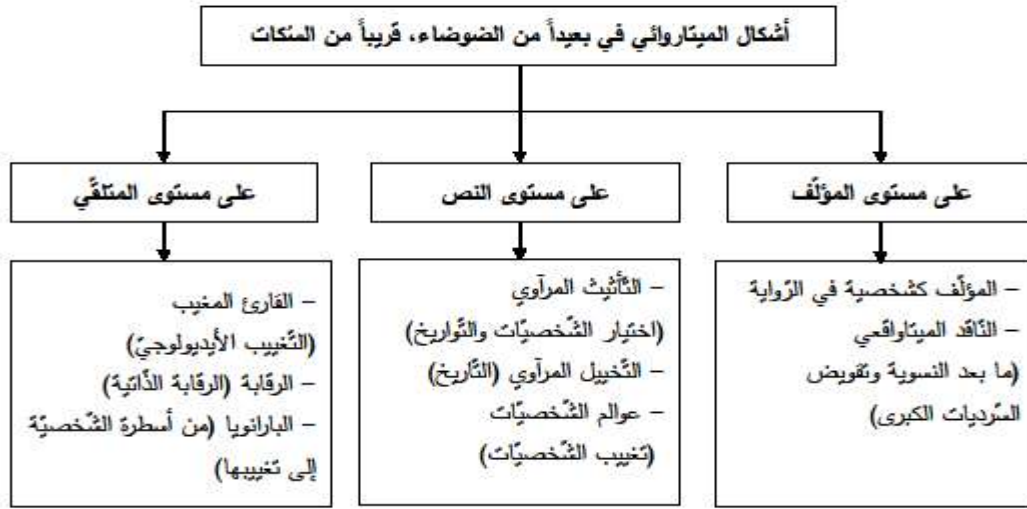 أشكال الميتاروائي في بعيداً من الضوضاء، قريباً من السكات
على مستوى المؤلّف
– المؤلّف كشخصية في الرّواية
– النّاقد الميتاواقعي
(ما بعد النسوية وتقويض
السّرديات الكبرى)
على مستوى النص
– التّأثيث المرآوي
(اختيار الشّخصيّات والتّواريخ)
– التّخييل المرآوي (التّاريخ)
– عوالم الشّخصيّات
(تغييب الشّخصيّات)
على مستوى المتلقّي
– القارئ المغيب
(التّغييب الأيديولوجيّ)
– الرقابة (الرقابة الذّاتية)
– البارانويا (من أسطرة الشّخصيّة
إلى تغييبها)